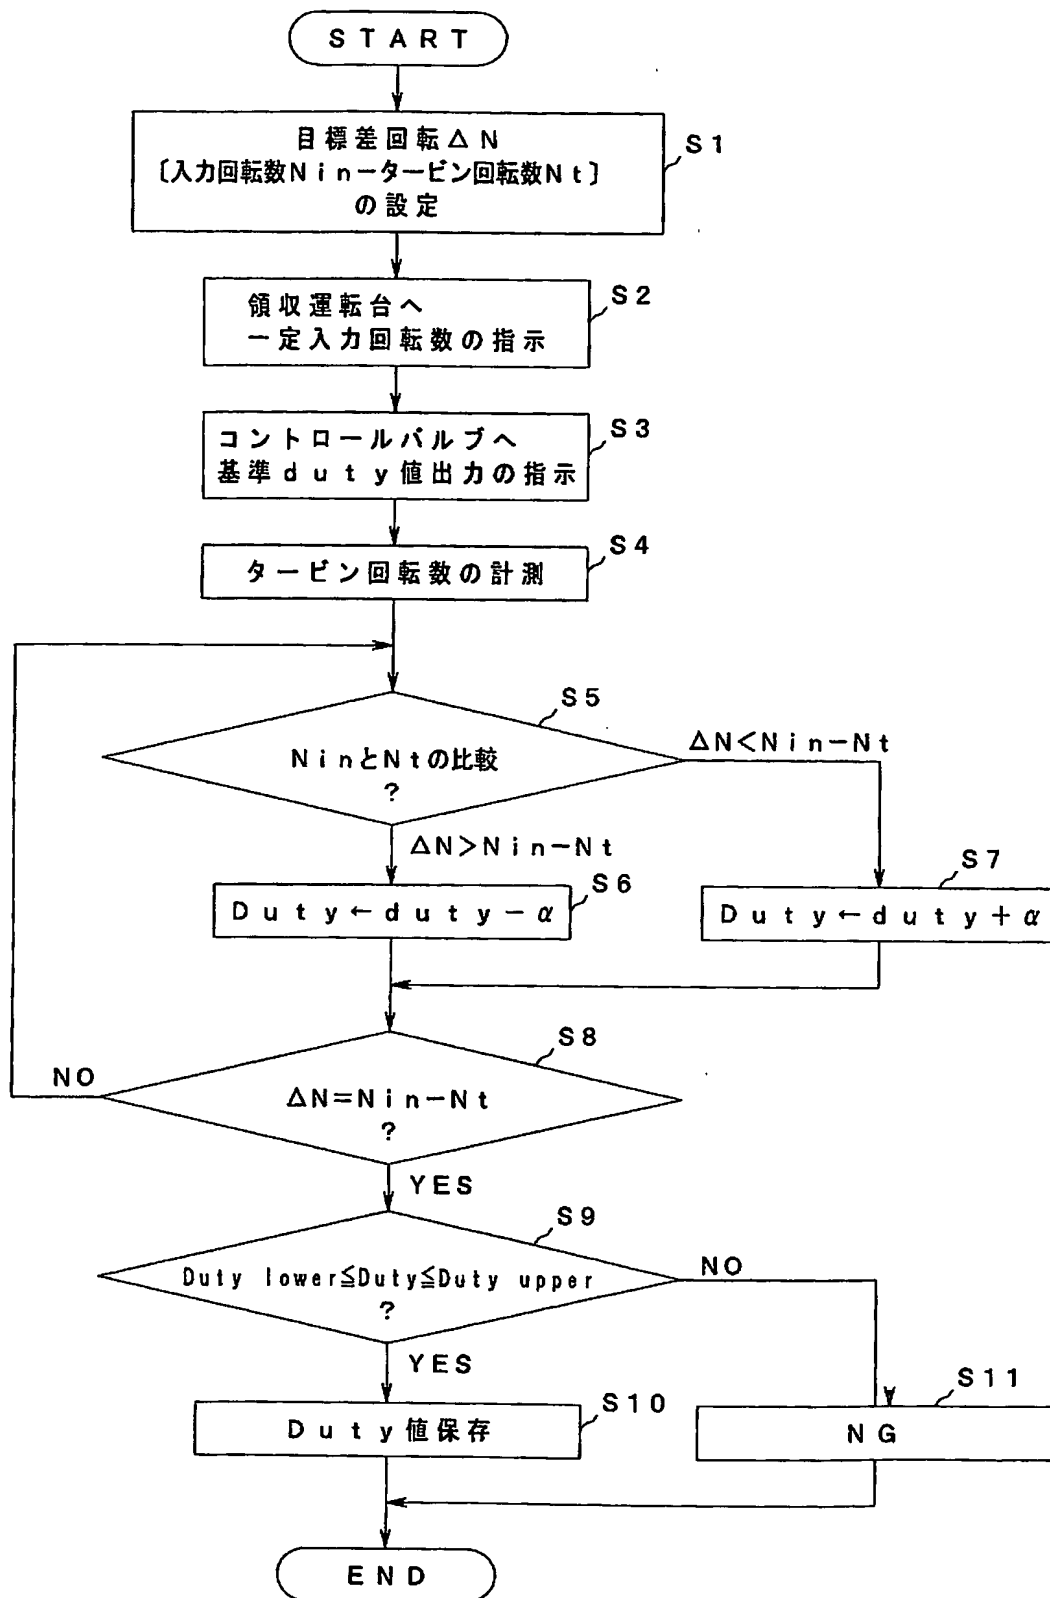 START
目標差回転△N
〔入力回転数Nin－タービン回転数Nt〕
の設定
S1
領収運転台へ
一定入力回転数の指示
S2
コントロールバルブへ
基準duty値出力の指示
S3
タービン回転数の計測
S4
NinとNtの比較
?
S5
△N<Nin－Nt
△N>Nin－Nt
Duty←duty－α
S6
Duty←duty＋α
S7
△N=Nin－Nt
?
S8
NO
YES
Duty lower≦Duty≦Duty upper
?
S9
NO
YES
Duty値保存
S10
NG
S11
END